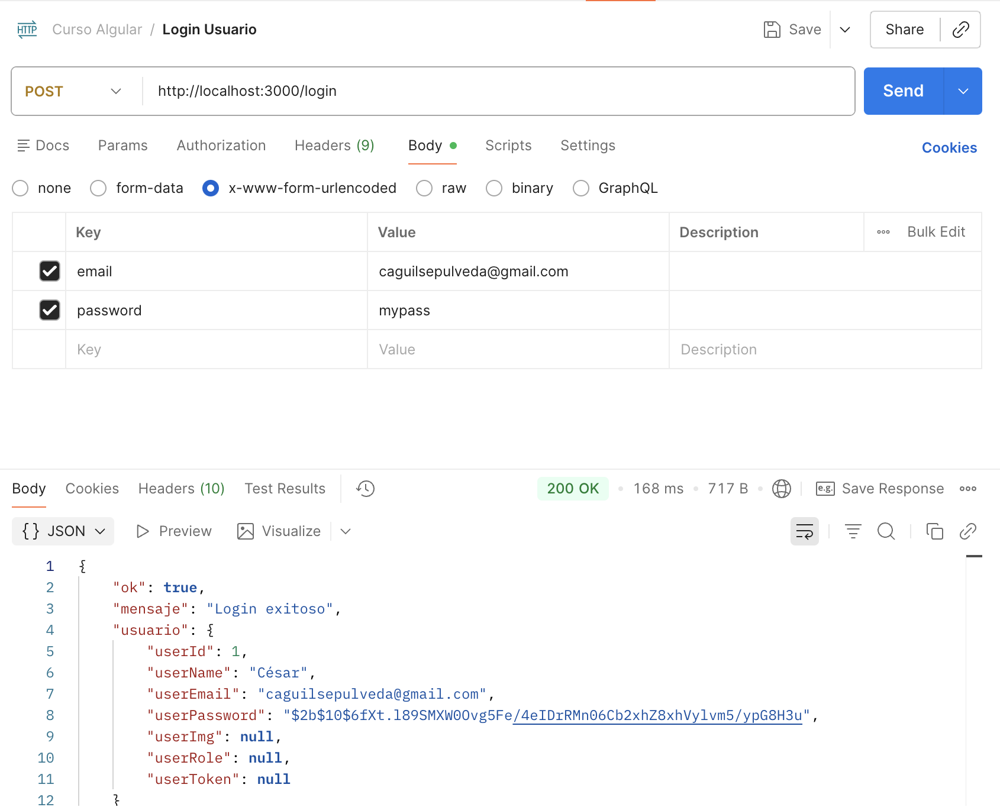 HTTP Curso Algular / Login Usuario Save Share
POST http://localhost:3000/login Send
Docs Params Authorization Headers (9) Body Scripts Settings Cookies
none form-data x-www-form-urlencoded raw binary GraphQL
Key Value Description Bulk Edit
email caguilsepulveda@gmail.com
password mypass
Key Value Description
Body Cookies Headers (10) Test Results 200 OK 168 ms 717 B e.g. Save Response
{} JSON Preview Visualize
1 {
2 "ok": true,
3 "mensaje": "Login exitoso",
4 "usuario": {
5 "userId": 1,
6 "userName": "César",
7 "userEmail": "caguilsepulveda@gmail.com",
8 "userPassword": "$2b$10$6fXt.l89SMXW0Ovg5Fe/4eIDrRMn06Cb2xhZ8xhVylvm5/ypG8H3u",
9 "userImg": null,
10 "userRole": null,
11 "userToken": null
12 }